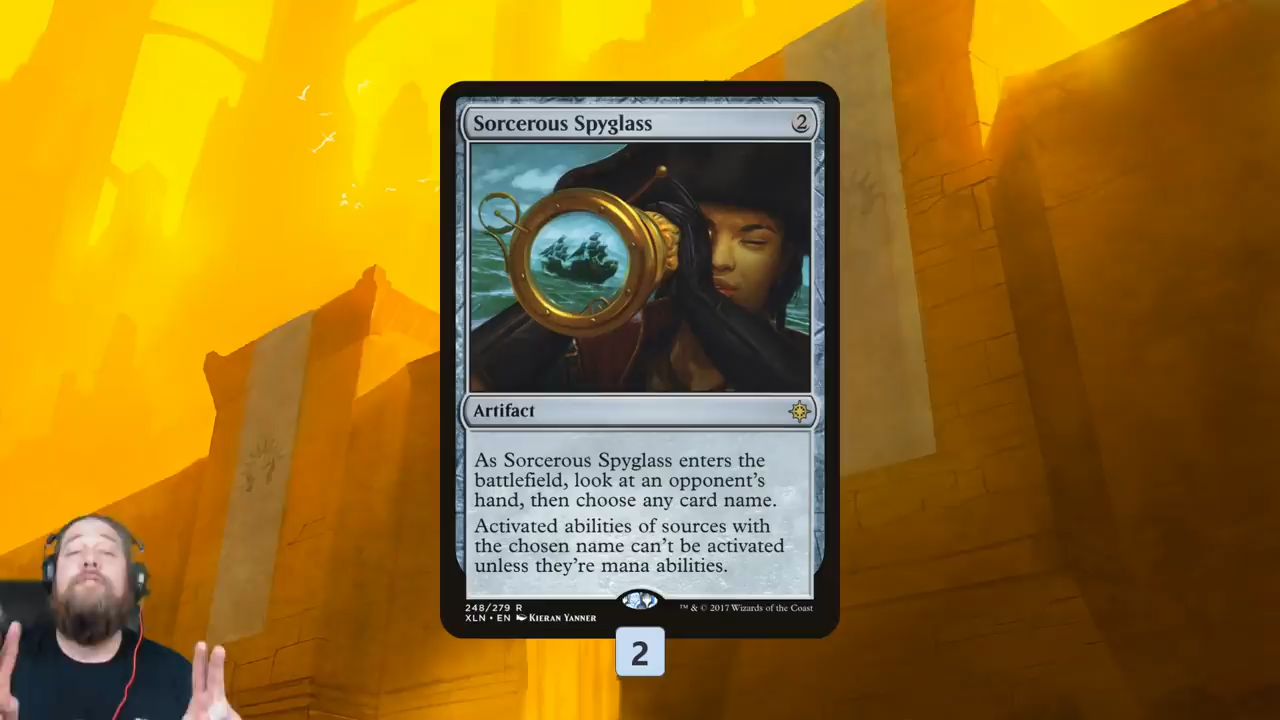 Sorcerous Spyglass 2
Artifact
As Sorcerous Spyglass enters the
battlefield, look at an opponent's
hand, then choose any card name.
Activated abilities of sources with
the chosen name can't be activated
unless they're mana abilities.
248/279 R ™ & © 2017 Wizards of the Coast
XLN • EN Kieran Yanner
2